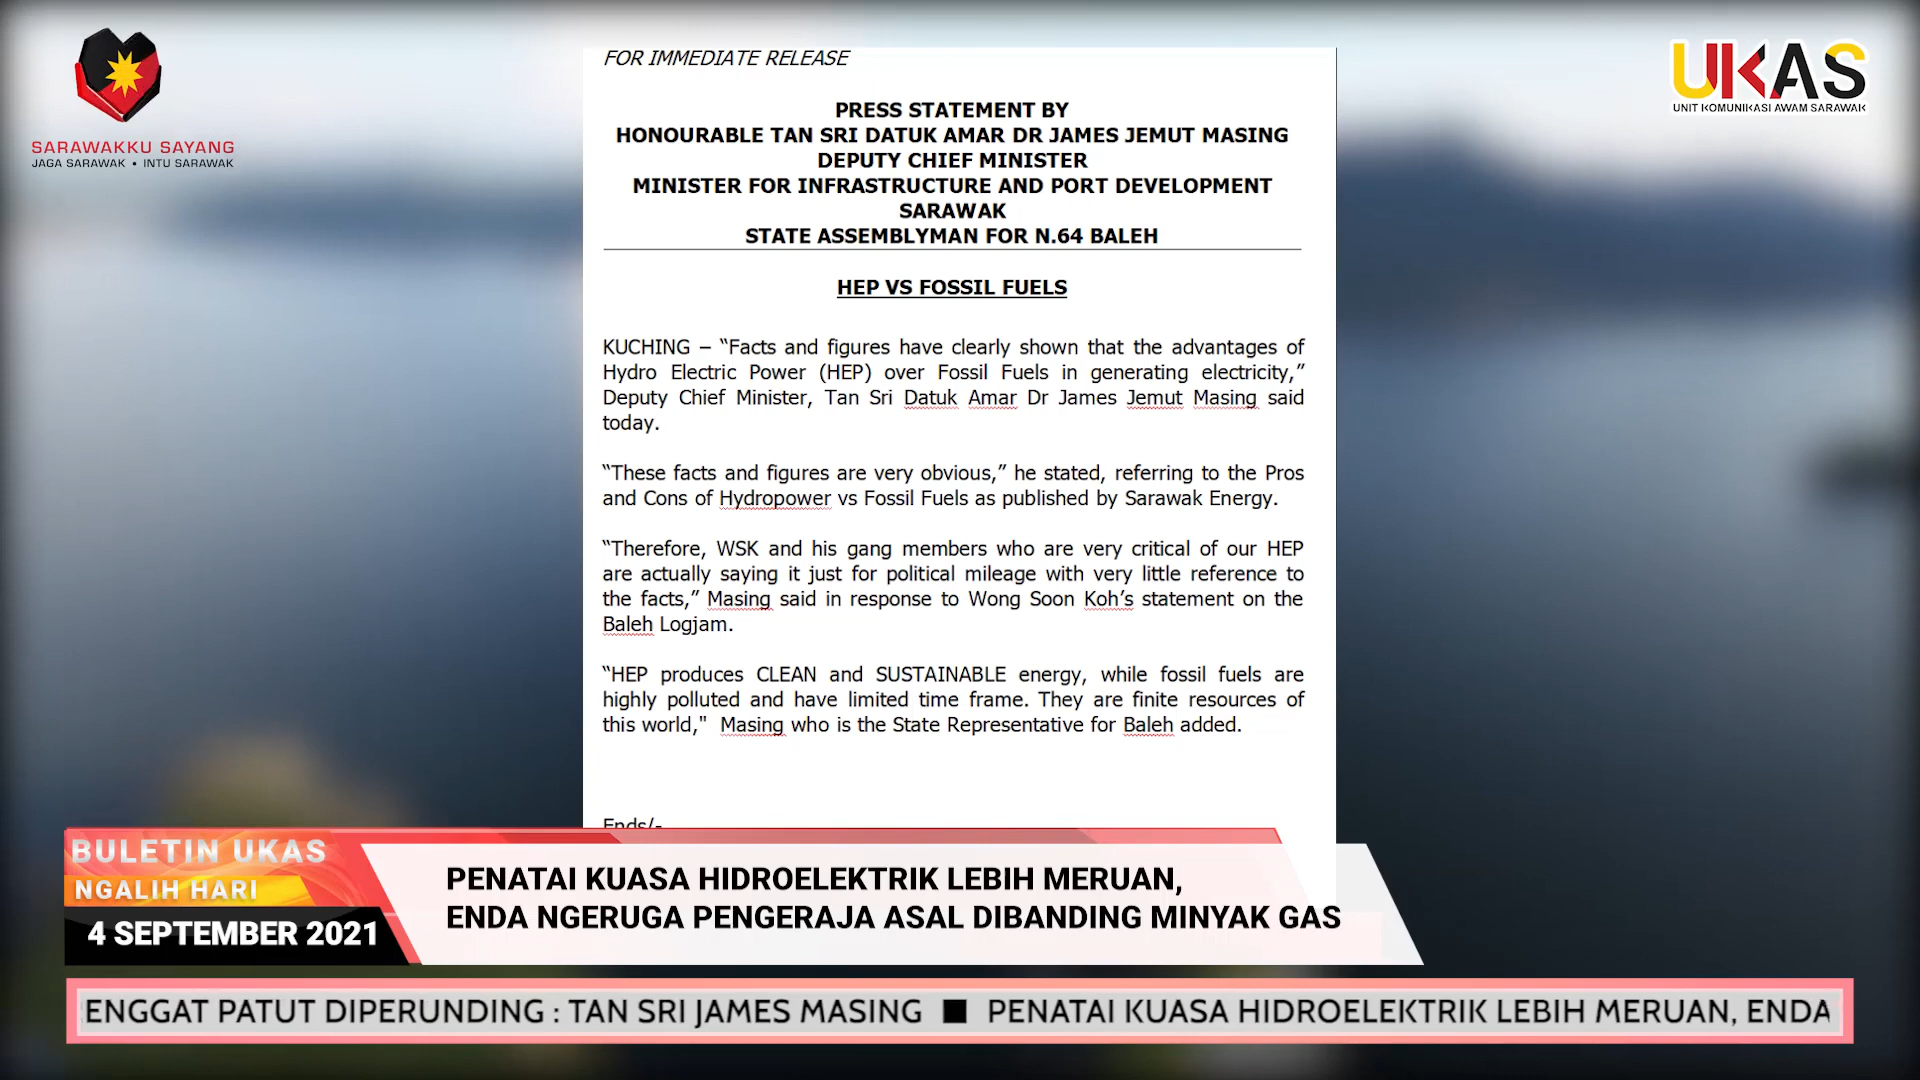 FOR IMMEDIATE RELEASE
PRESS STATEMENT BY
HONOURABLE TAN SRI DATUK AMAR DR JAMES JEMUT MASING
DEPUTY CHIEF MINISTER
MINISTER FOR INFRASTRUCTURE AND PORT DEVELOPMENT
SARAWAK
STATE ASSEMBLYMAN FOR N.64 BALEH
HEP VS FOSSIL FUELS
KUCHING – “Facts and figures have clearly shown that the advantages of
Hydro Electric Power (HEP) over Fossil Fuels in generating electricity,”
Deputy Chief Minister, Tan Sri Datuk Amar Dr James Jemut Masing said
today.
“These facts and figures are very obvious,” he stated, referring to the Pros
and Cons of Hydropower vs Fossil Fuels as published by Sarawak Energy.
“Therefore, WSK and his gang members who are very critical of our HEP
are actually saying it just for political mileage with very little reference to
the facts,” Masing said in response to Wong Soon Koh’s statement on the
Baleh Logjam.
“HEP produces CLEAN and SUSTAINABLE energy, while fossil fuels are
highly polluted and have limited time frame. They are finite resources of
this world," Masing who is the State Representative for Baleh added.
Ends/-
SARAWAKKU SAYANG
JAGA SARAWAK • INTU SARAWAK
UKAS
UNIT KOMUNIKASI AWAM SARAWAK
BULETIN UKAS
NGALIH HARI
4 SEPTEMBER 2021
PENATAI KUASA HIDROELEKTRIK LEBIH MERUAN,
ENDA NGERUGA PENGERAJA ASAL DIBANDING MINYAK GAS
ENGGAT PATUT DIPERUNDING : TAN SRI JAMES MASING ■ PENATAI KUASA HIDROELEKTRIK LEBIH MERUAN, ENDA